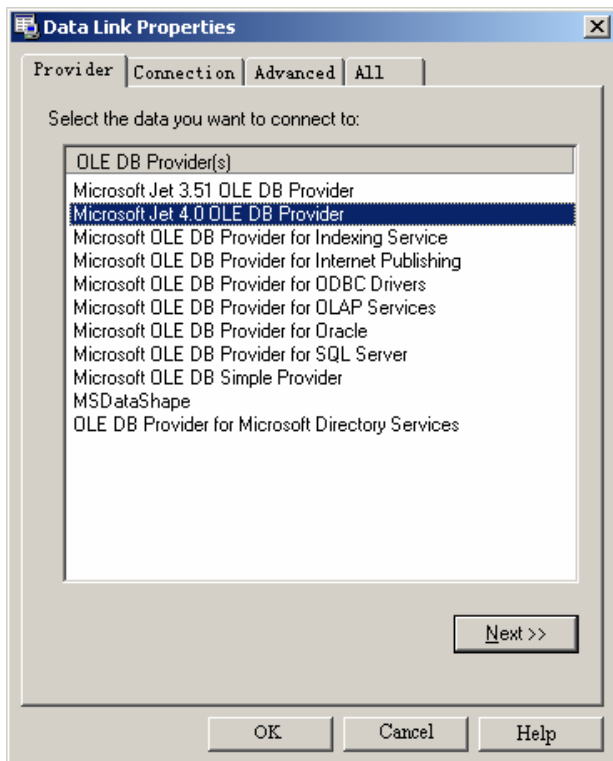 Data Link Properties
Provider Connection Advanced All
Select the data you want to connect to:
OLE DB Provider(s)
Microsoft Jet 3.51 OLE DB Provider
Microsoft Jet 4.0 OLE DB Provider
Microsoft OLE DB Provider for Indexing Service
Microsoft OLE DB Provider for Internet Publishing
Microsoft OLE DB Provider for ODBC Drivers
Microsoft OLE DB Provider for OLAP Services
Microsoft OLE DB Provider for Oracle
Microsoft OLE DB Provider for SQL Server
Microsoft OLE DB Simple Provider
MSDataShape
OLE DB Provider for Microsoft Directory Services
Next >>
OK Cancel Help